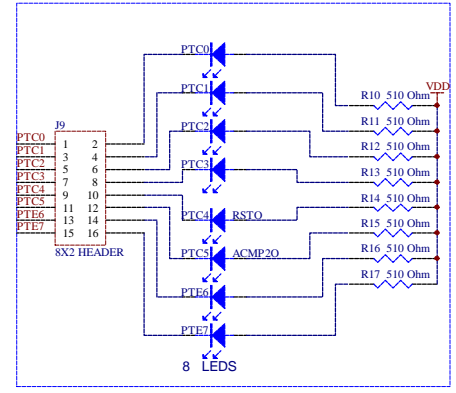 PTC0
PTC1
PTC2
PTC3
PTC4 RSTO
PTC5 ACMP2O
PTE6
PTE7
8 LEDS
VDD
R10 510 Ohm
R11 510 Ohm
R12 510 Ohm
R13 510 Ohm
R14 510 Ohm
R15 510 Ohm
R16 510 Ohm
R17 510 Ohm
J9
PTC0 1 2
PTC1 3 4
PTC2 5 6
PTC3 7 8
PTC4 9 10
PTC5 11 12
PTE6 13 14
PTE7 15 16
8X2 HEADER